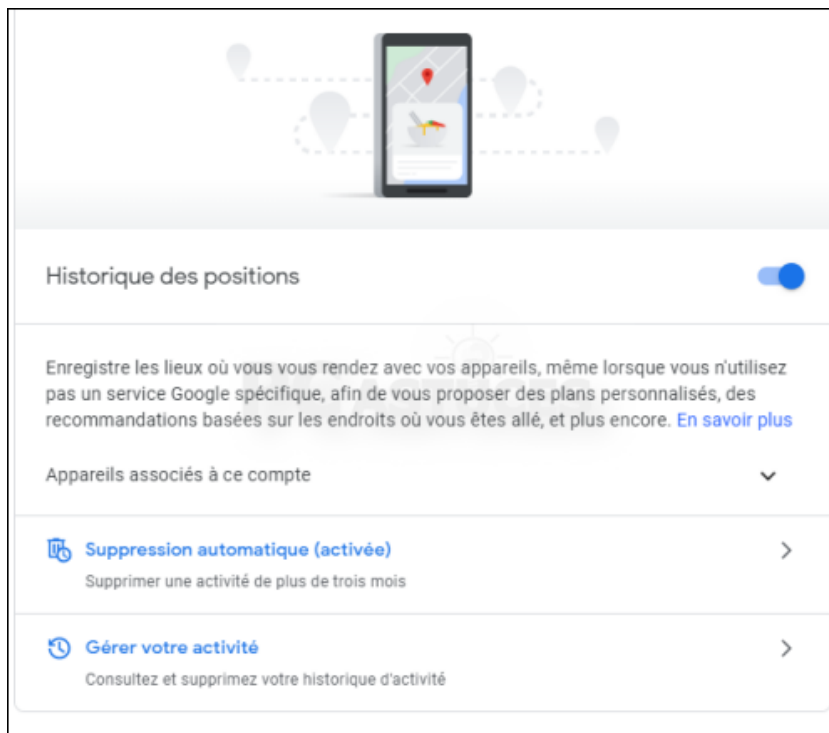 Historique des positions
Enregistre les lieux où vous vous rendez avec vos appareils, même lorsque vous n'utilisez
pas un service Google spécifique, afin de vous proposer des plans personnalisés, des
recommandations basées sur les endroits où vous êtes allé, et plus encore. En savoir plus
Appareils associés à ce compte
Suppression automatique (activée)
Supprimer une activité de plus de trois mois
Gérer votre activité
Consultez et supprimez votre historique d'activité